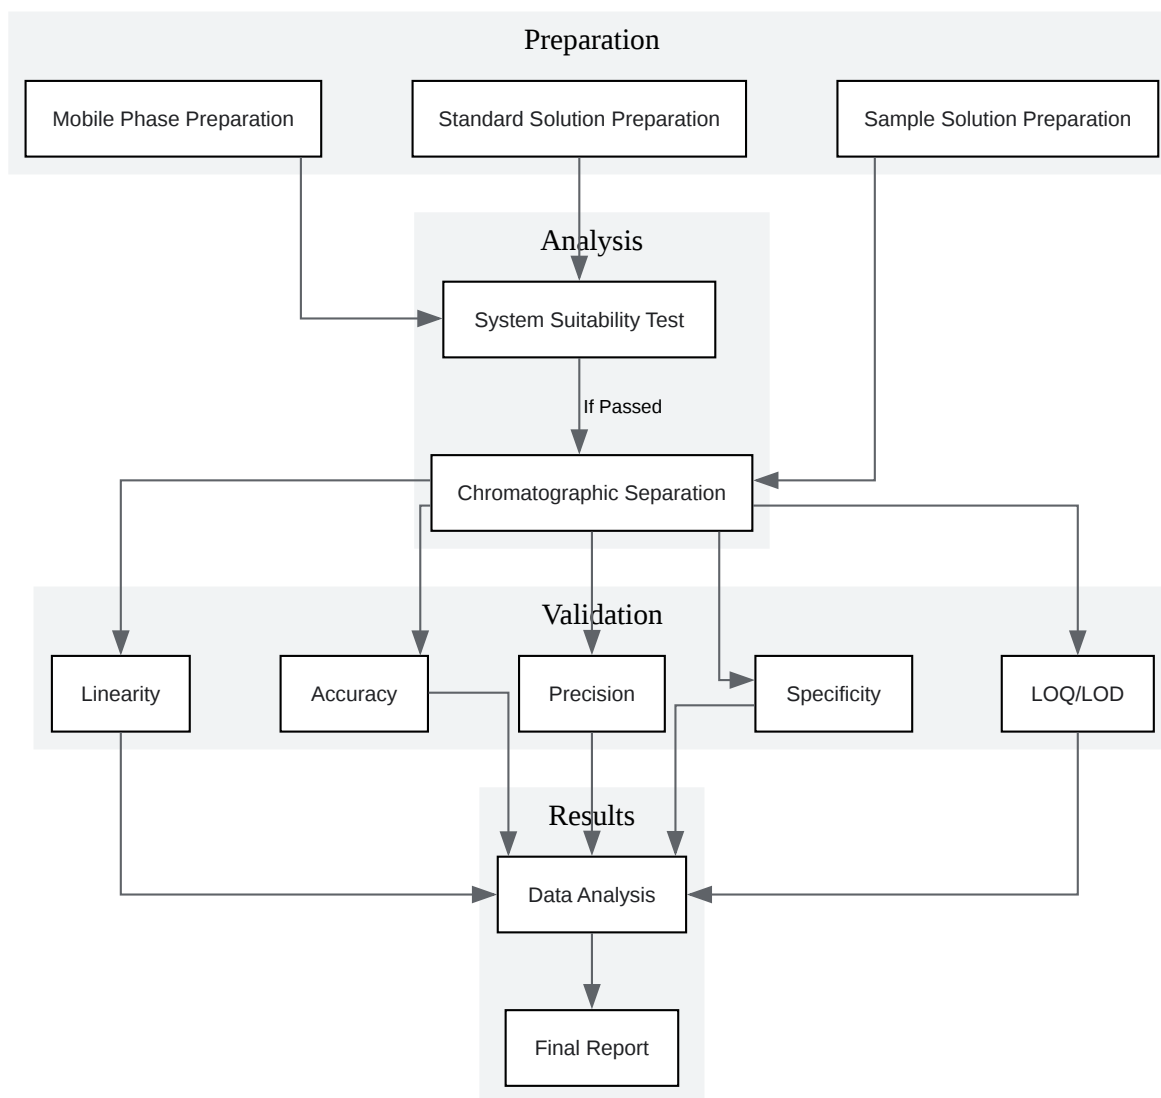 Preparation
Mobile Phase Preparation
Standard Solution Preparation
Sample Solution Preparation
Analysis
System Suitability Test
If Passed
Chromatographic Separation
Validation
Linearity
Accuracy
Precision
Specificity
LOQ/LOD
Results
Data Analysis
Final Report